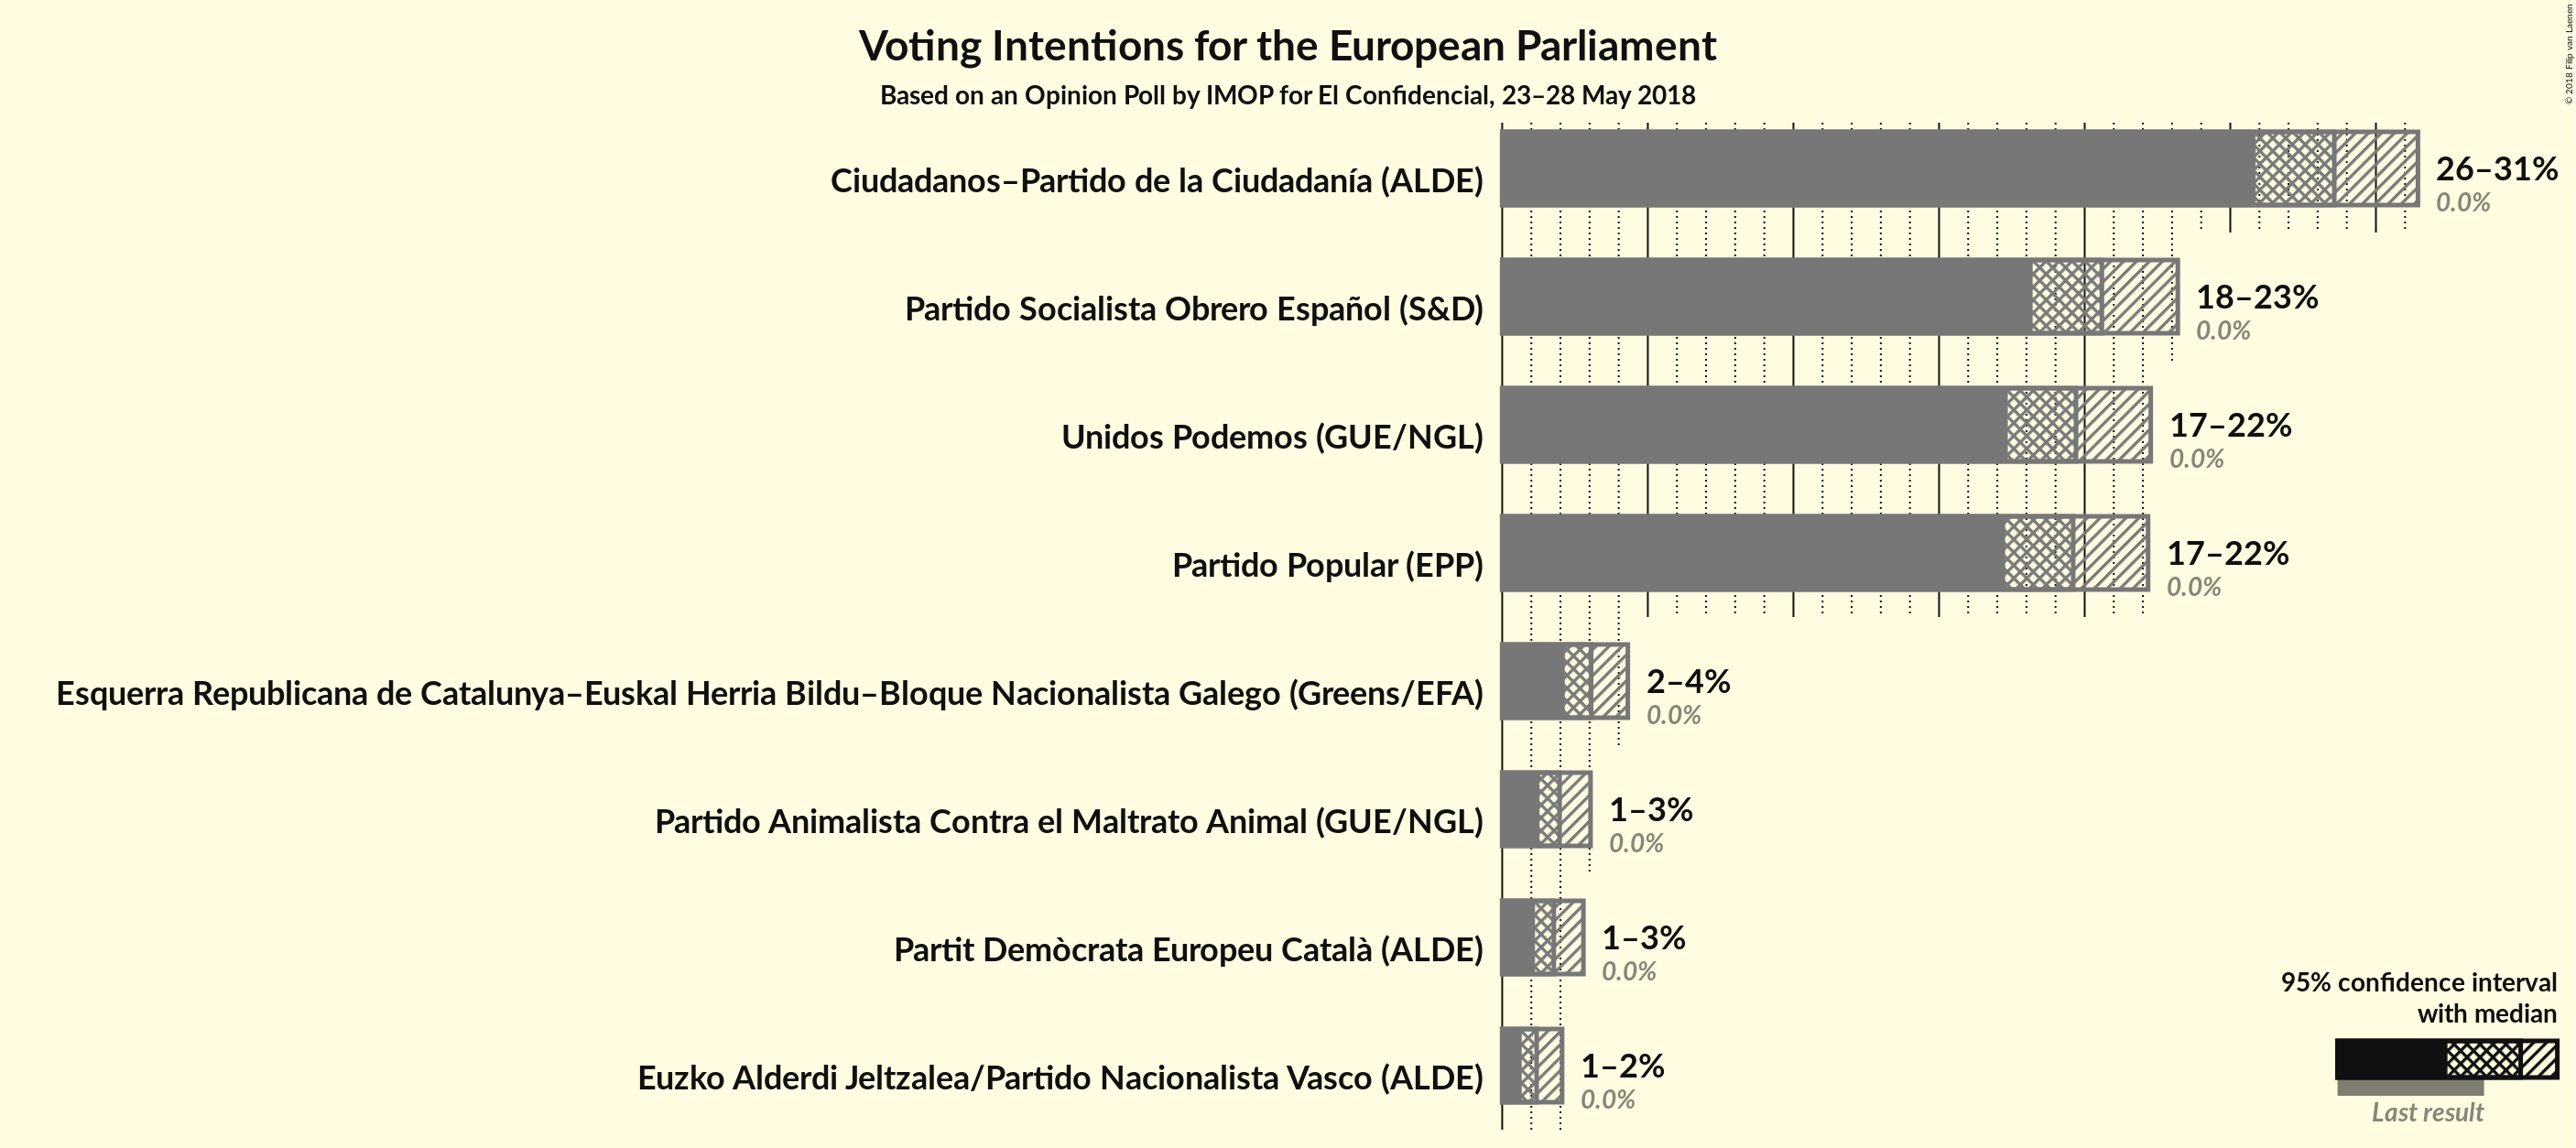 Voting Intentions for the European Parliament
Based on an Opinion Poll by IMOP for El Confidencial, 23–28 May 2018
© 2018 Filip van Laenen
Ciudadanos–Partido de la Ciudadanía (ALDE)
26–31%
0.0%
Partido Socialista Obrero Español (S&D)
18–23%
0.0%
Unidos Podemos (GUE/NGL)
17–22%
0.0%
Partido Popular (EPP)
17–22%
0.0%
Esquerra Republicana de Catalunya–Euskal Herria Bildu–Bloque Nacionalista Galego (Greens/EFA)
2–4%
0.0%
Partido Animalista Contra el Maltrato Animal (GUE/NGL)
1–3%
0.0%
Partit Demòcrata Europeu Català (ALDE)
1–3%
0.0%
Euzko Alderdi Jeltzalea/Partido Nacionalista Vasco (ALDE)
1–2%
0.0%
95% confidence interval
with median
Last result